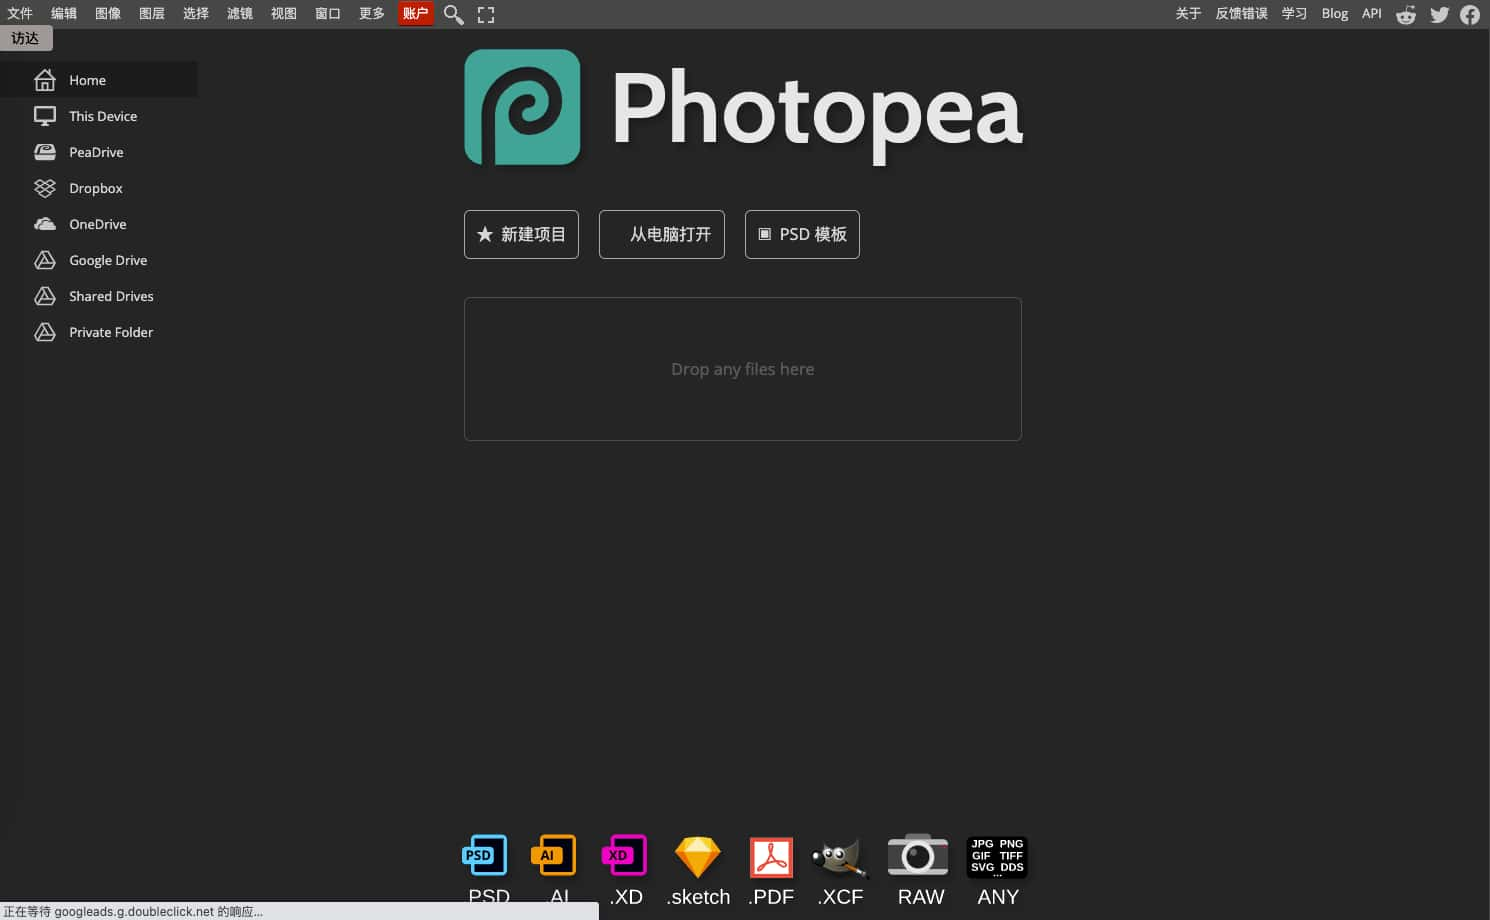 文件 编辑 图像 图层 选择 滤镜 视图 窗口 更多 账户 关于 反馈错误 学习 Blog API
访达
Home
This Device
PeaDrive
Dropbox
OneDrive
Google Drive
Shared Drives
Private Folder
Photopea
新建项目 从电脑打开 PSD 模板
Drop any files here
PSD AI XD JPG PNG
GIF TIFF
SVG DDS
...
.PSD .AI .XD .sketch .PDF .XCF RAW ANY
正在等待 googleads.g.doubleclick.net 的响应...